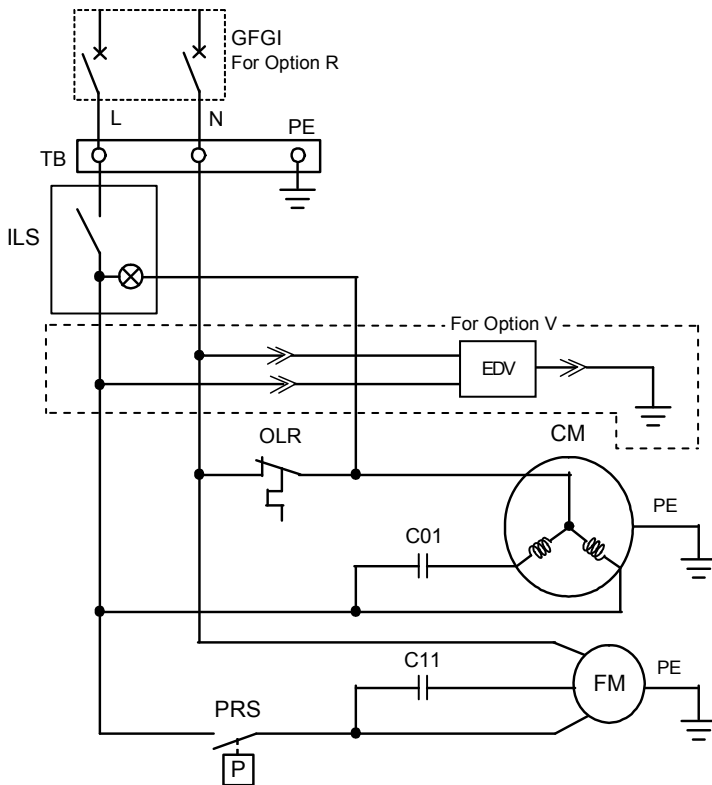 GFGI
For Option R
L
N
PE
TB
ILS
For Option V
EDV
OLR
CM
PE
C01
C11
PE
FM
PRS
P